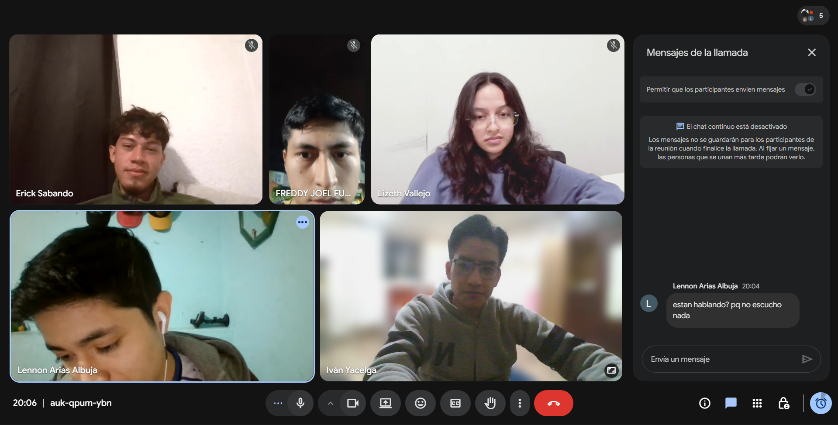 5
Erick Sabando
FREDDY JOEL FU...
Lizeth Vallejo
Lennon Arias Albuja
Iván Yacelga
Mensajes de la llamada
Permitir que los participantes envíen mensajes
El chat continuo está desactivado
Los mensajes no se guardarán para los participantes de
la reunión cuando finalice la llamada. Al fijar un mensaje,
las personas que se unan más tarde podrán verlo.
Lennon Arias Albuja 20:04
L
estan hablando? pq no escucho
nada
Envía un mensaje
20:06 | auk-qpum-ybn